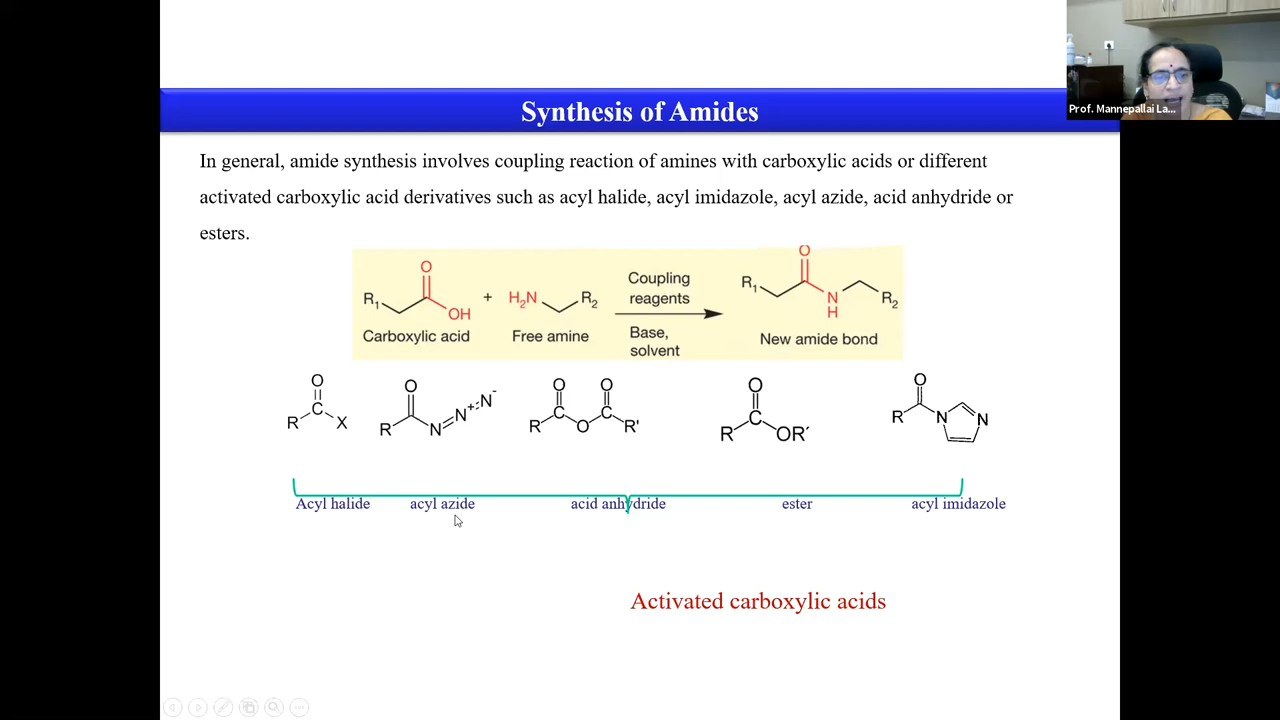 Prof. Mannepallai La...
Synthesis of Amides
In general, amide synthesis involves coupling reaction of amines with carboxylic acids or different
activated carboxylic acid derivatives such as acyl halide, acyl imidazole, acyl azide, acid anhydride or
esters.
R1 O OH + H2N R2 Coupling reagents Base, solvent R1 O N H R2
Carboxylic acid Free amine New amide bond
R O X R O N N+ N- R O O O R' R O OR′ R O N N
Acyl halide acyl azide acid anhydride ester acyl imidazole
Activated carboxylic acids